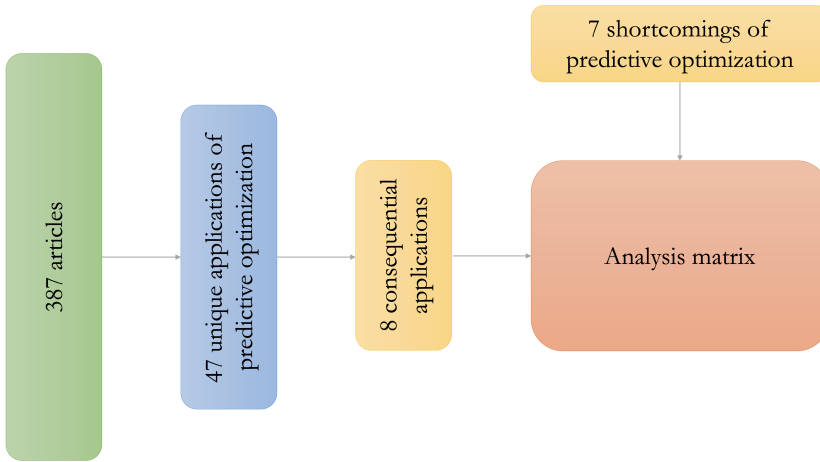 387 articles
47 unique applications of
predictive optimization
8 consequential
applications
7 shortcomings of
predictive optimization
Analysis matrix